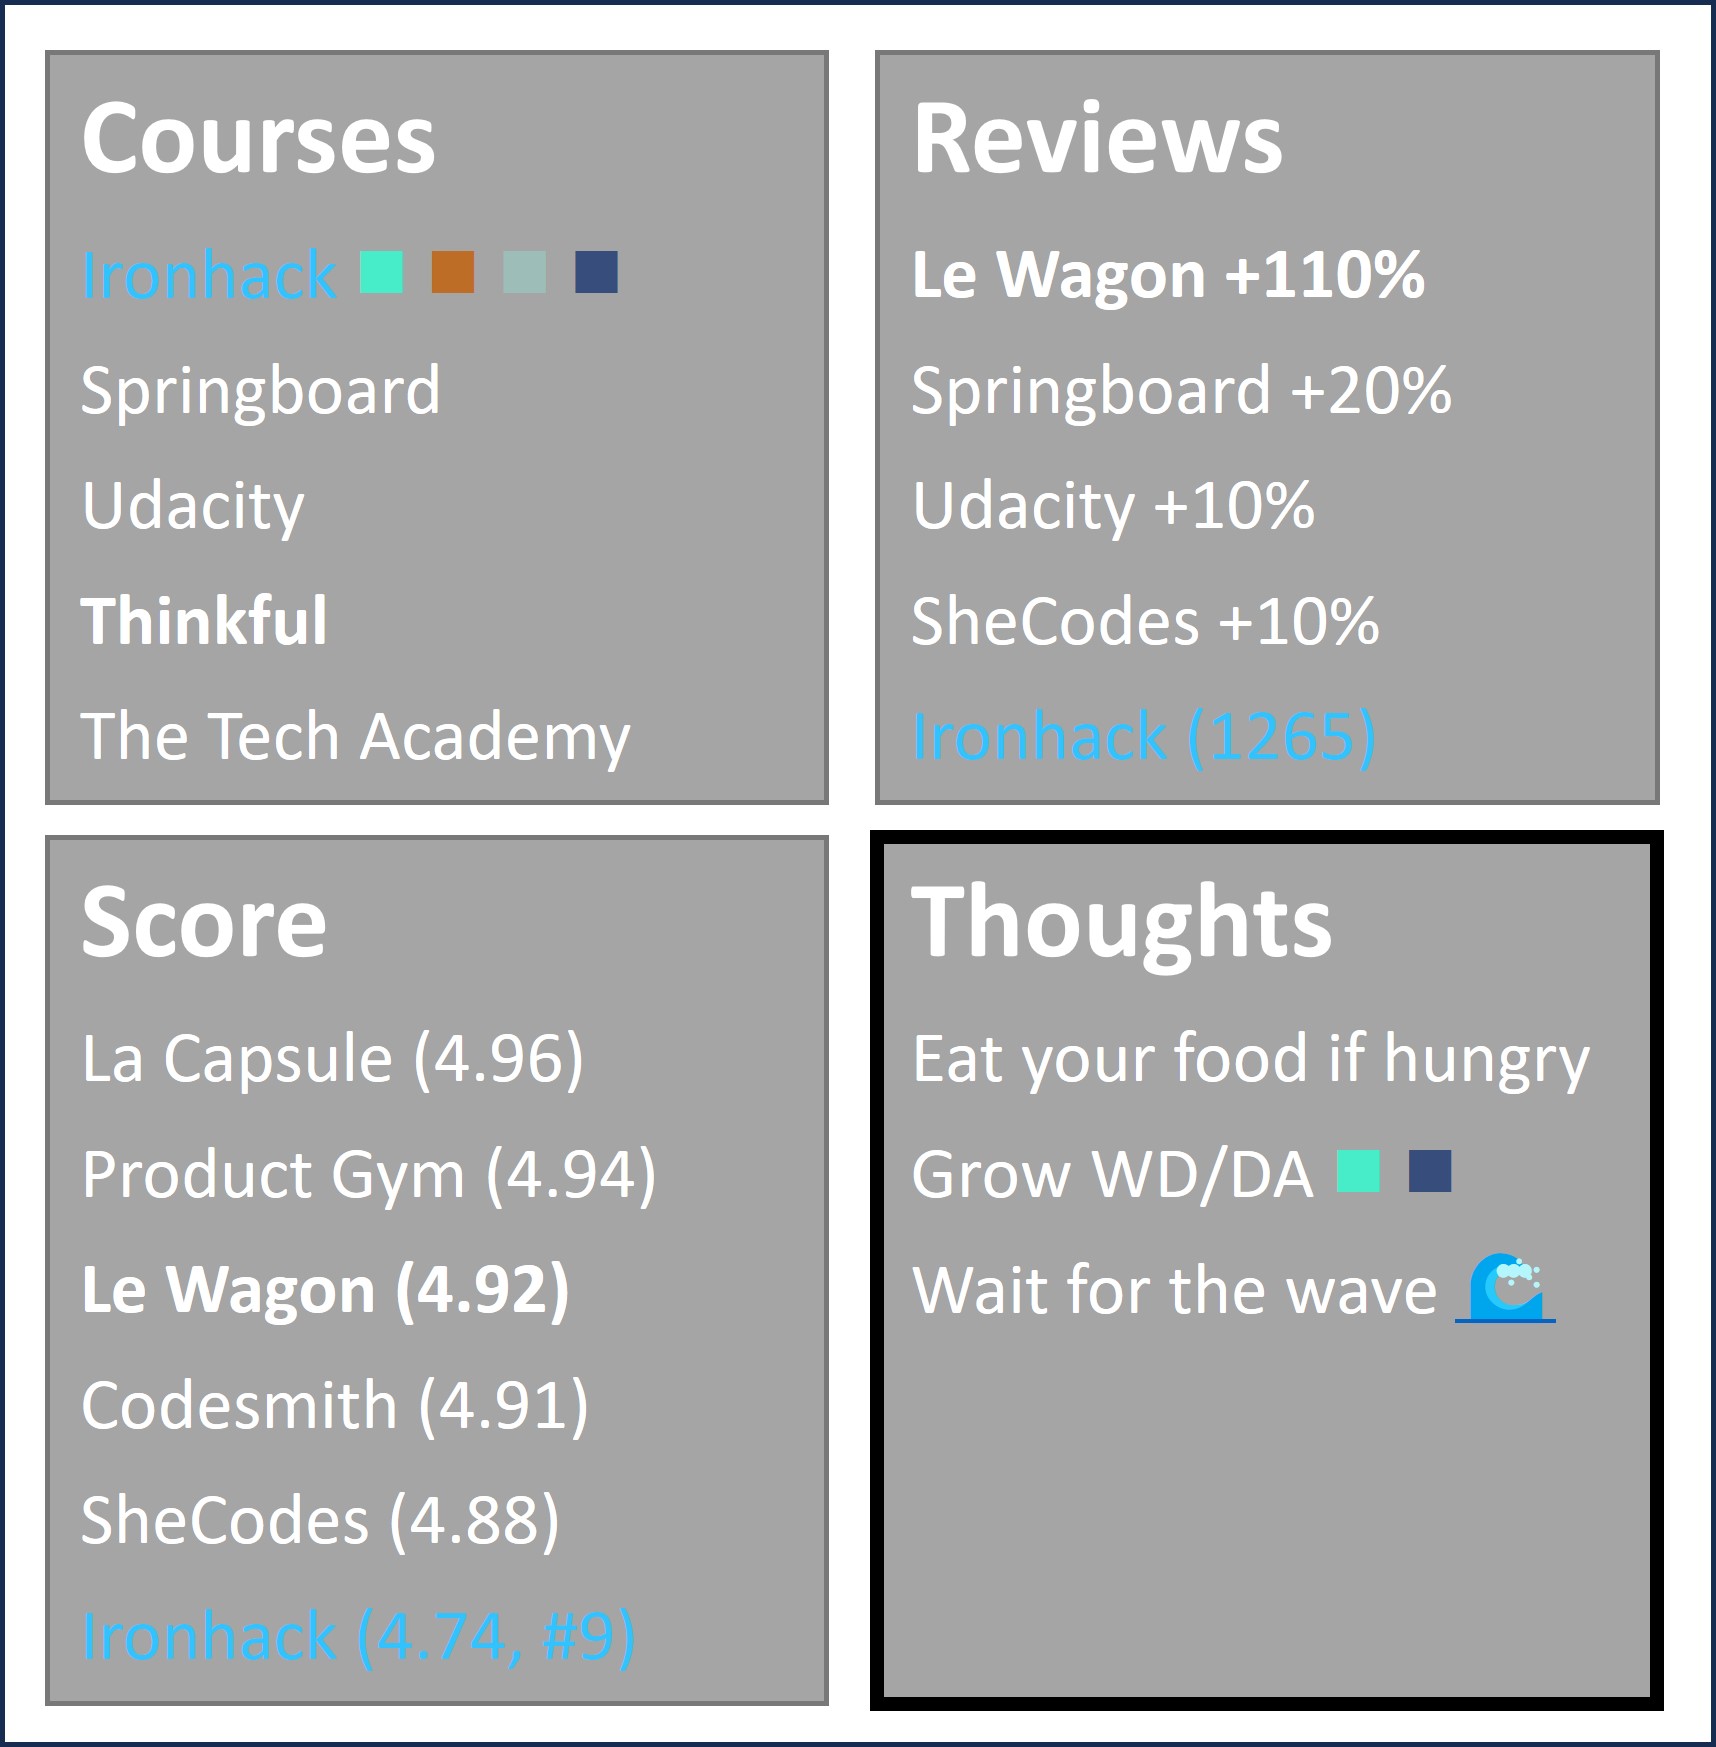 Courses
Ironhack
Springboard
Udacity
Thinkful
The Tech Academy
Reviews
Le Wagon +110%
Springboard +20%
Udacity +10%
SheCodes +10%
Ironhack (1265)
Score
La Capsule (4.96)
Product Gym (4.94)
Le Wagon (4.92)
Codesmith (4.91)
SheCodes (4.88)
Ironhack (4.74, #9)
Thoughts
Eat your food if hungry
Grow WD/DA
Wait for the wave